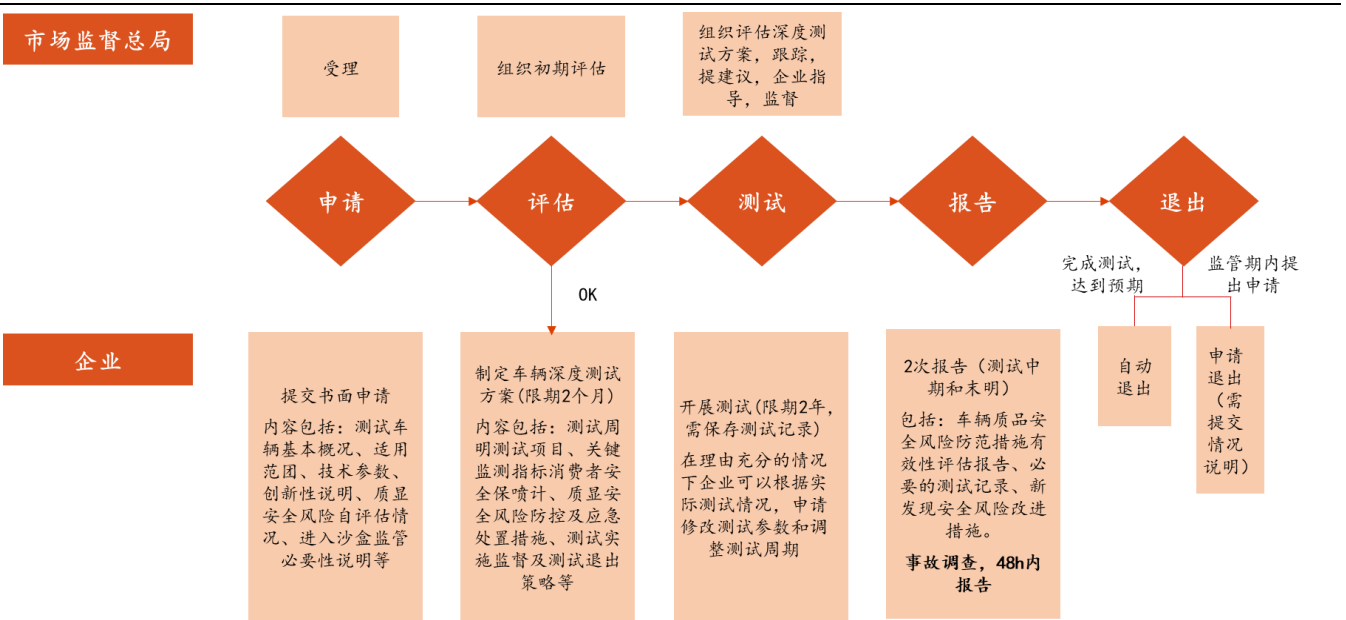 市场监督总局
受理
组织初期评估
组织评估深度测
试方案，跟踪，
提建议，企业指
导，监督
申请
评估
测试
报告
退出
OK
完成测试，
达到预期
监管期内提
出申请
企业
提交书面申请
内容包括：测试车
辆基本概况、适用
范团、技术参数、
创新性说明、质显
安全风险自评估情
况、进入沙盒监管
必要性说明等
制定车辆深度测试
方案(限期2个月)
内容包括：测试周
明测试项目、关键
监测指标消费者安
全保喷计、质显安
全风险防控及应急
处置措施、测试实
施监督及测试退出
策略等
开展测试(限期2年，
需保存测试记录)
在理由充分的情况
下企业可以根据实
际测试情况，申请
修改测试参数和调
整测试周期
2次报告（测试中
期和末明）
包括：车辆质品安
全风险防范措施有
效性评估报告、必
要的测试记录、新
发现安全风险改进
措施。
事故调查，48h内
报告
自动
退出
申请
退出
（需
提交
情况
说明）